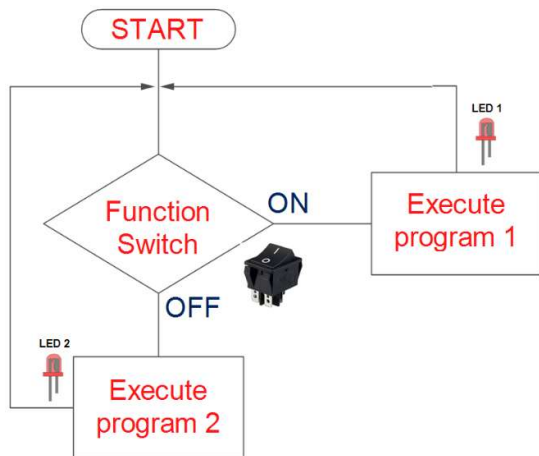 START
LED 1
Function
Switch
ON
Execute
program 1
OFF
LED 2
Execute
program 2